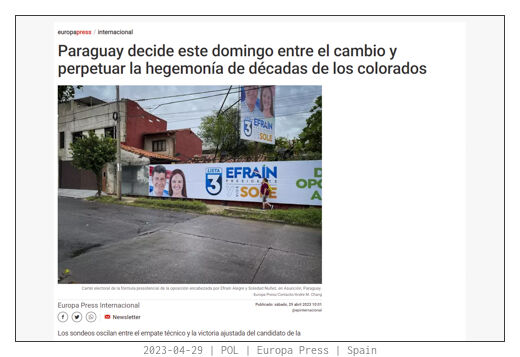 europapress / internacional
Paraguay decide este domingo entre el cambio y
perpetuar la hegemonía de décadas de los colorados
EFRAÍN
3
SOLE
LISTA
3
EFRAÍN
PRESIDENTE
SOLE
Cartel electoral de la fórmula presidencial de la oposición encabezada por Efraín Alegre y Soledad Núñez, en Asunción, Paraguay
Europa Press/Contacto/Andre M. Chang
Europa Press Internacional
Publicado: sábado, 29 abril 2023 10:01
@epinternacional
Newsletter
Los sondeos oscilan entre el empate técnico y la victoria ajustada del candidato de la
2023-04-29 | POL | Europa Press | Spain